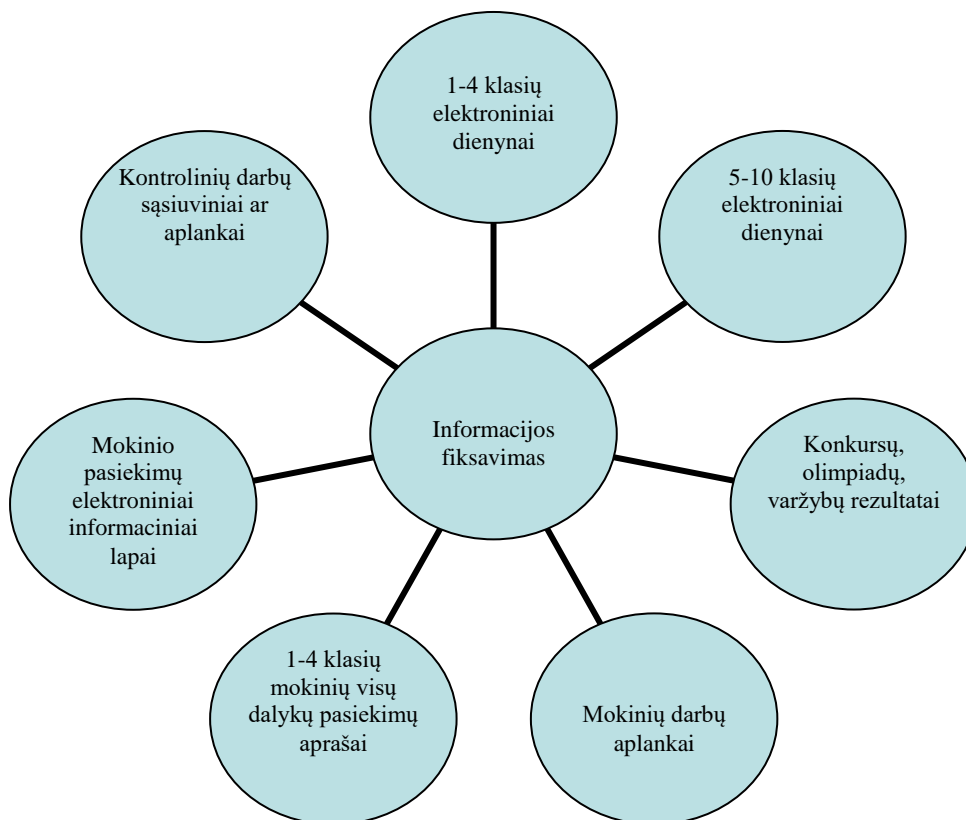 1-4 klasių
elektroniniai
dienynai
Kontrolinių darbų
sąsiuviniai ar
aplankai
5-10 klasių
elektroniniai
dienynai
Informacijos
fiksavimas
Mokinio
pasiekimų
elektroniniai
informaciniai
lapai
Konkursų,
olimpiadų,
varžybų rezultatai
1-4 klasių
mokinių visų
dalykų pasiekimų
aprašai
Mokinių darbų
aplankai